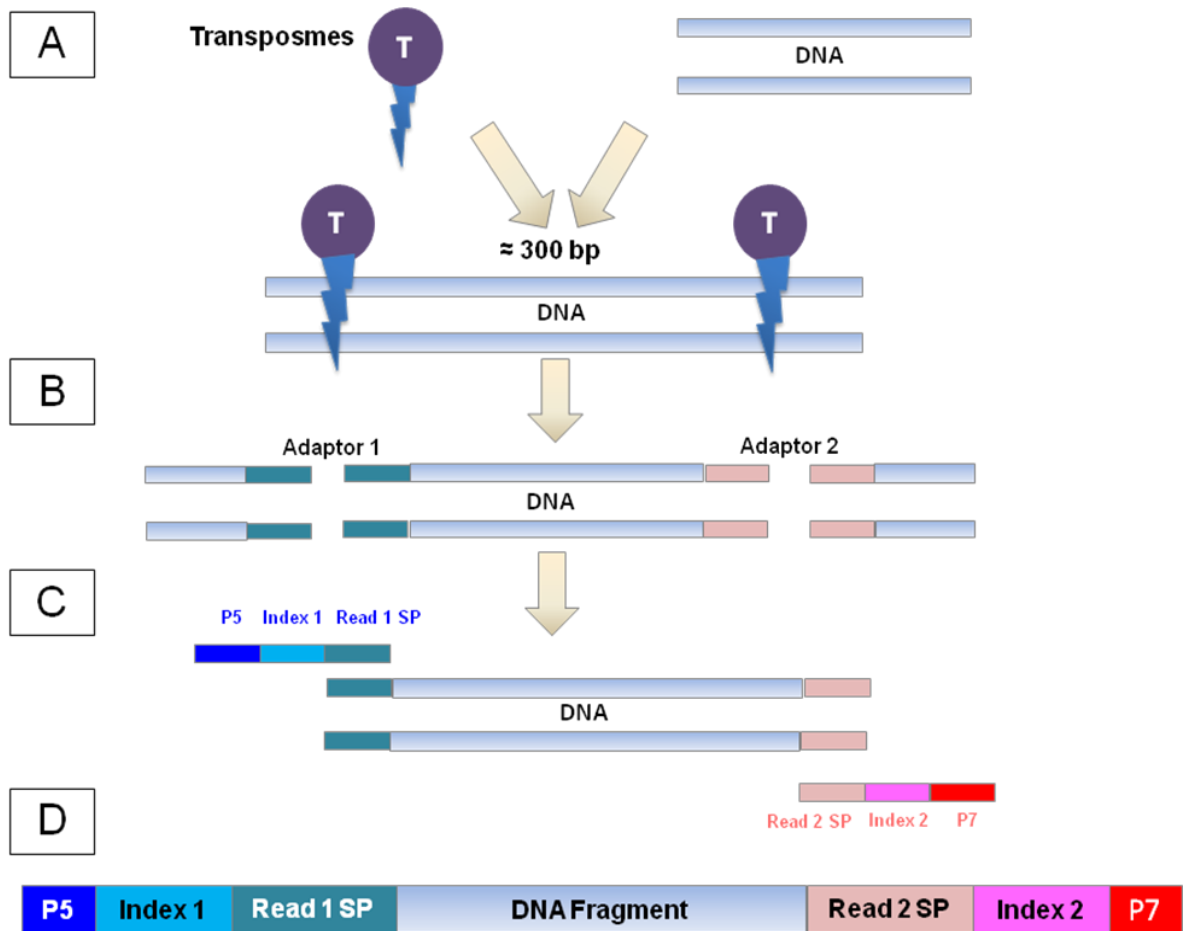 A
Transposmes
T
DNA
T
T
≈ 300 bp
DNA
B
Adaptor 1
Adaptor 2
DNA
C
P5 Index 1 Read 1 SP
DNA
D
Read 2 SP Index 2 P7
P5 Index 1 Read 1 SP DNA Fragment Read 2 SP Index 2 P7